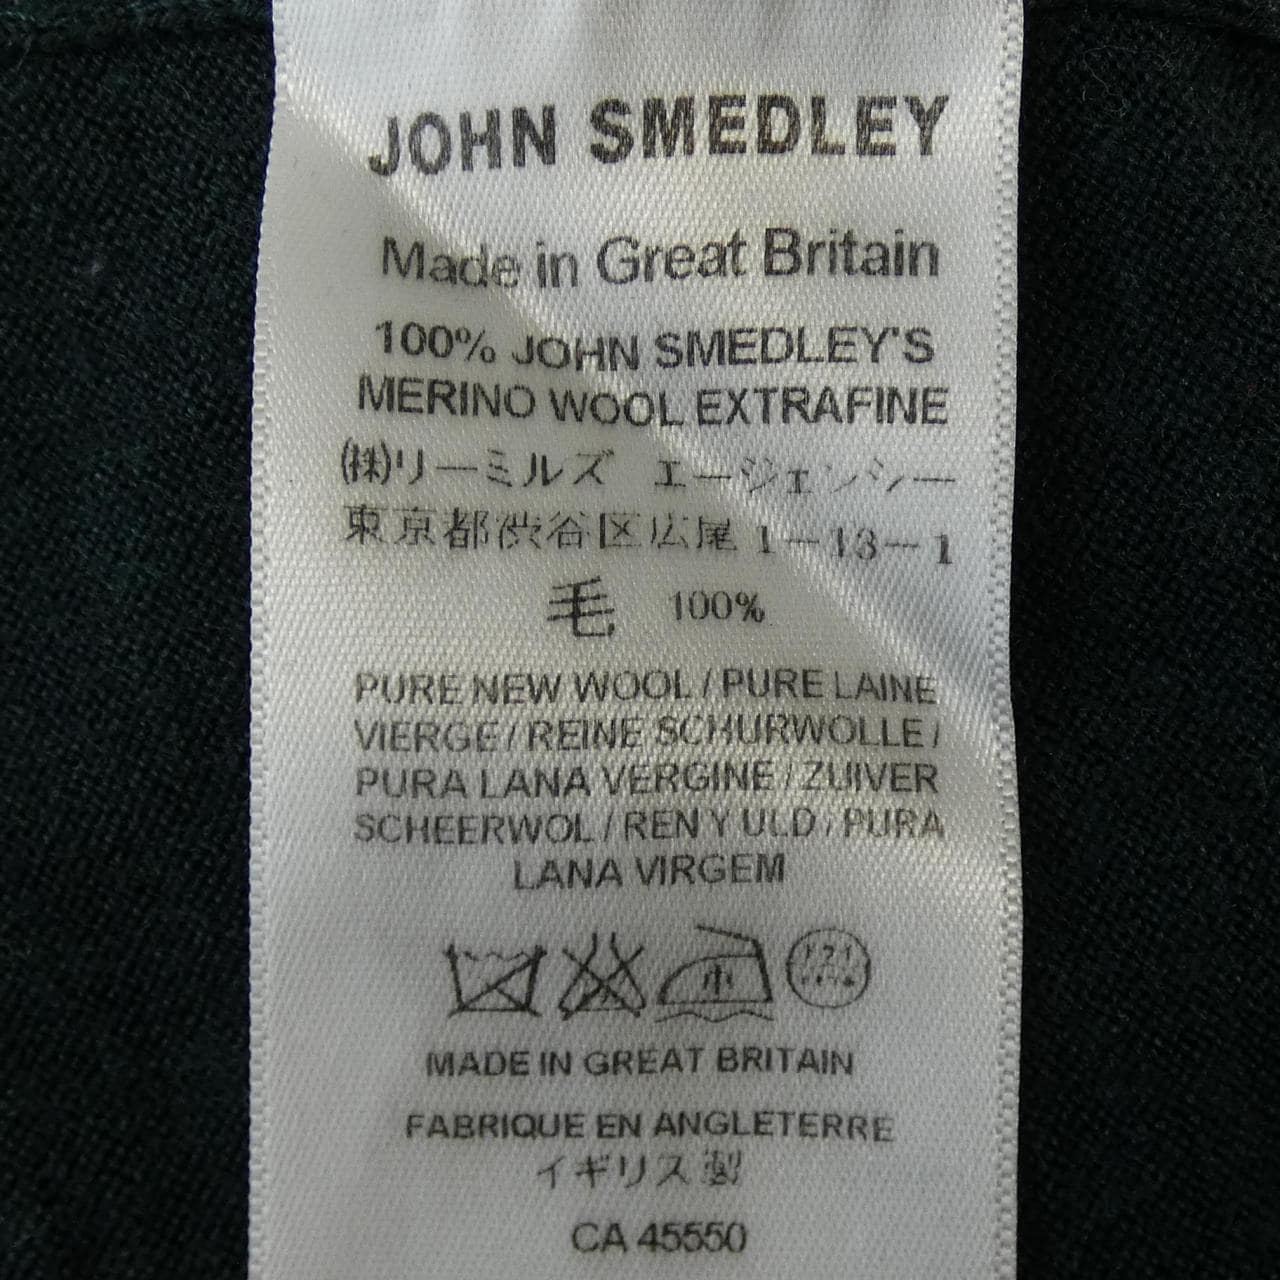 JOHN SMEDLEY
Made in Great Britain
100% JOHN SMEDLEY'S
MERINO WOOL EXTRAFINE
(株)リーミルズ エージェンシー
東京都渋谷区広尾 1-13-1
毛 100%
PURE NEW WOOL / PURE LAINE
VIERGE / REINE SCHURWOLLE /
PURA LANA VERGINE / ZUIVER
SCHEERWOL / REN Y ULD / PURA
LANA VIRGEM
中
MADE IN GREAT BRITAIN
FABRIQUE EN ANGLETERRE
イギリス製
CA 45550